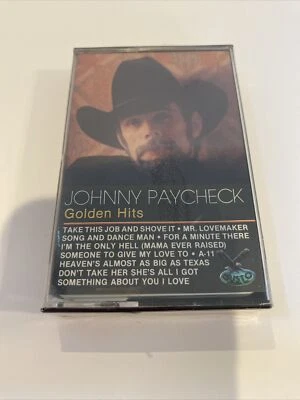 JOHNNY PAYCHECK
Golden Hits
TAKE THIS JOB AND SHOVE IT • MR. LOVEMAKER
SONG AND DANCE MAN • FOR A MINUTE THERE
I'M THE ONLY HELL (MAMA EVER RAISED)
SOMEONE TO GIVE MY LOVE TO • A-11
HEAVEN'S ALMOST AS BIG AS TEXAS
DON'T TAKE HER SHE'S ALL I GOT
SOMETHING ABOUT YOU I LOVE